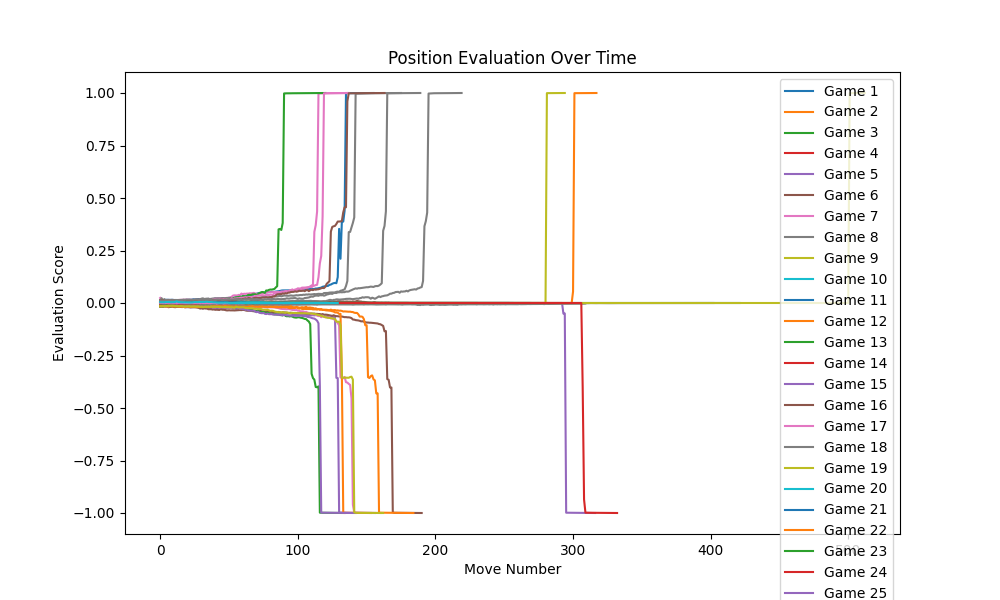 Position Evaluation Over Time
Evaluation Score
1.00
0.75
0.50
0.25
0.00
−0.25
−0.50
−0.75
−1.00
0
100
200
300
400
Move Number
Game 1
Game 2
Game 3
Game 4
Game 5
Game 6
Game 7
Game 8
Game 9
Game 10
Game 11
Game 12
Game 13
Game 14
Game 15
Game 16
Game 17
Game 18
Game 19
Game 20
Game 21
Game 22
Game 23
Game 24
Game 25